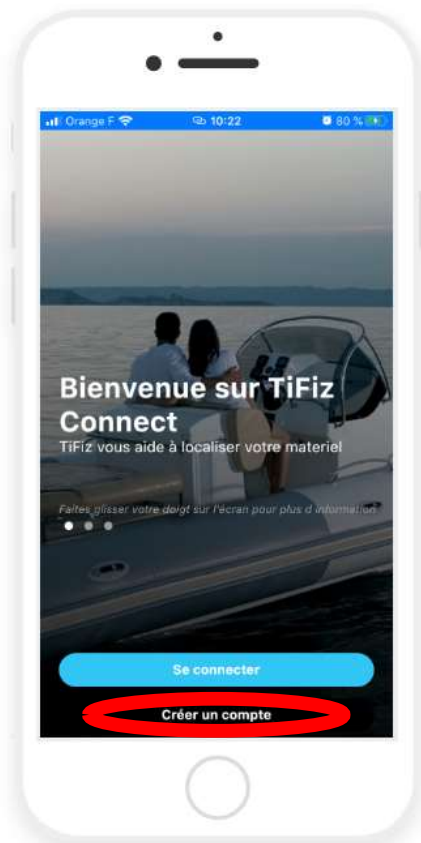 Orange F 10:22 80 %
Bienvenue sur TiFiz
Connect
TiFiz vous aide à localiser votre materiel
Faites glisser votre doigt sur l'écran pour plus d information
Se connecter
Créer un compte